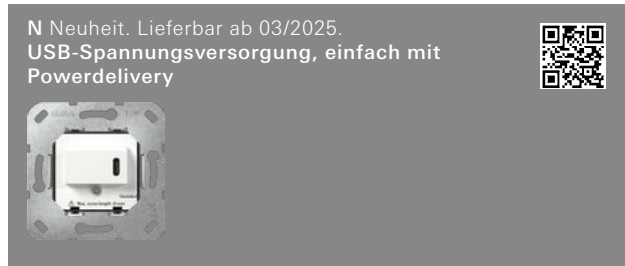 N Neuheit. Lieferbar ab 03/2025.
USB-Spannungsversorgung, einfach mit
Powerdelivery